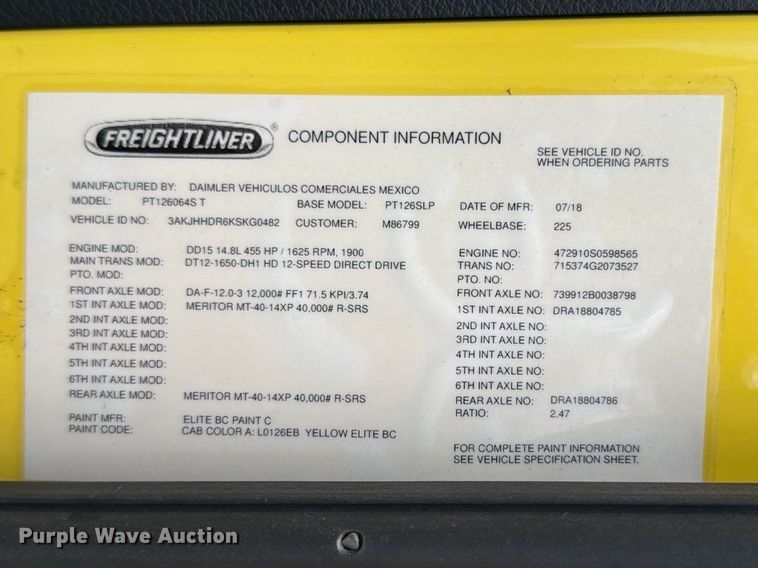 FREIGHTLINER ® COMPONENT INFORMATION
SEE VEHICLE ID NO.
WHEN ORDERING PARTS
MANUFACTURED BY: DAIMLER VEHICULOS COMERCIALES MEXICO
MODEL: PT126064S T BASE MODEL: PT126SLP DATE OF MFR: 07/18
VEHICLE ID NO: 3AKJHHDR6KSKG0482 CUSTOMER: M86799 WHEELBASE: 225
ENGINE MOD: DD15 14.8L 455 HP / 1625 RPM, 1900 ENGINE NO: 472910S0598565
MAIN TRANS MOD: DT12-1650-DH1 HD 12-SPEED DIRECT DRIVE TRANS NO: 715374G2073527
PTO. MOD: PTO. NO:
FRONT AXLE MOD: DA-F-12.0-3 12,000# FF1 71.5 KPI/3.74 FRONT AXLE NO: 739912B0038798
1ST INT AXLE MOD: MERITOR MT-40-14XP 40,000# R-SRS 1ST INT AXLE NO: DRA18804785
2ND INT AXLE MOD: 2ND INT AXLE NO:
3RD INT AXLE MOD: 3RD INT AXLE NO:
4TH INT AXLE MOD: 4TH INT AXLE NO:
5TH INT AXLE MOD: 5TH INT AXLE NO:
6TH INT AXLE MOD: 6TH INT AXLE NO:
REAR AXLE MOD: MERITOR MT-40-14XP 40,000# R-SRS REAR AXLE NO: DRA18804786
RATIO: 2.47
PAINT MFR: ELITE BC PAINT C
PAINT CODE: CAB COLOR A: L0126EB YELLOW ELITE BC
FOR COMPLETE PAINT INFORMATION
SEE VEHICLE SPECIFICATION SHEET.
Purple Wave Auction